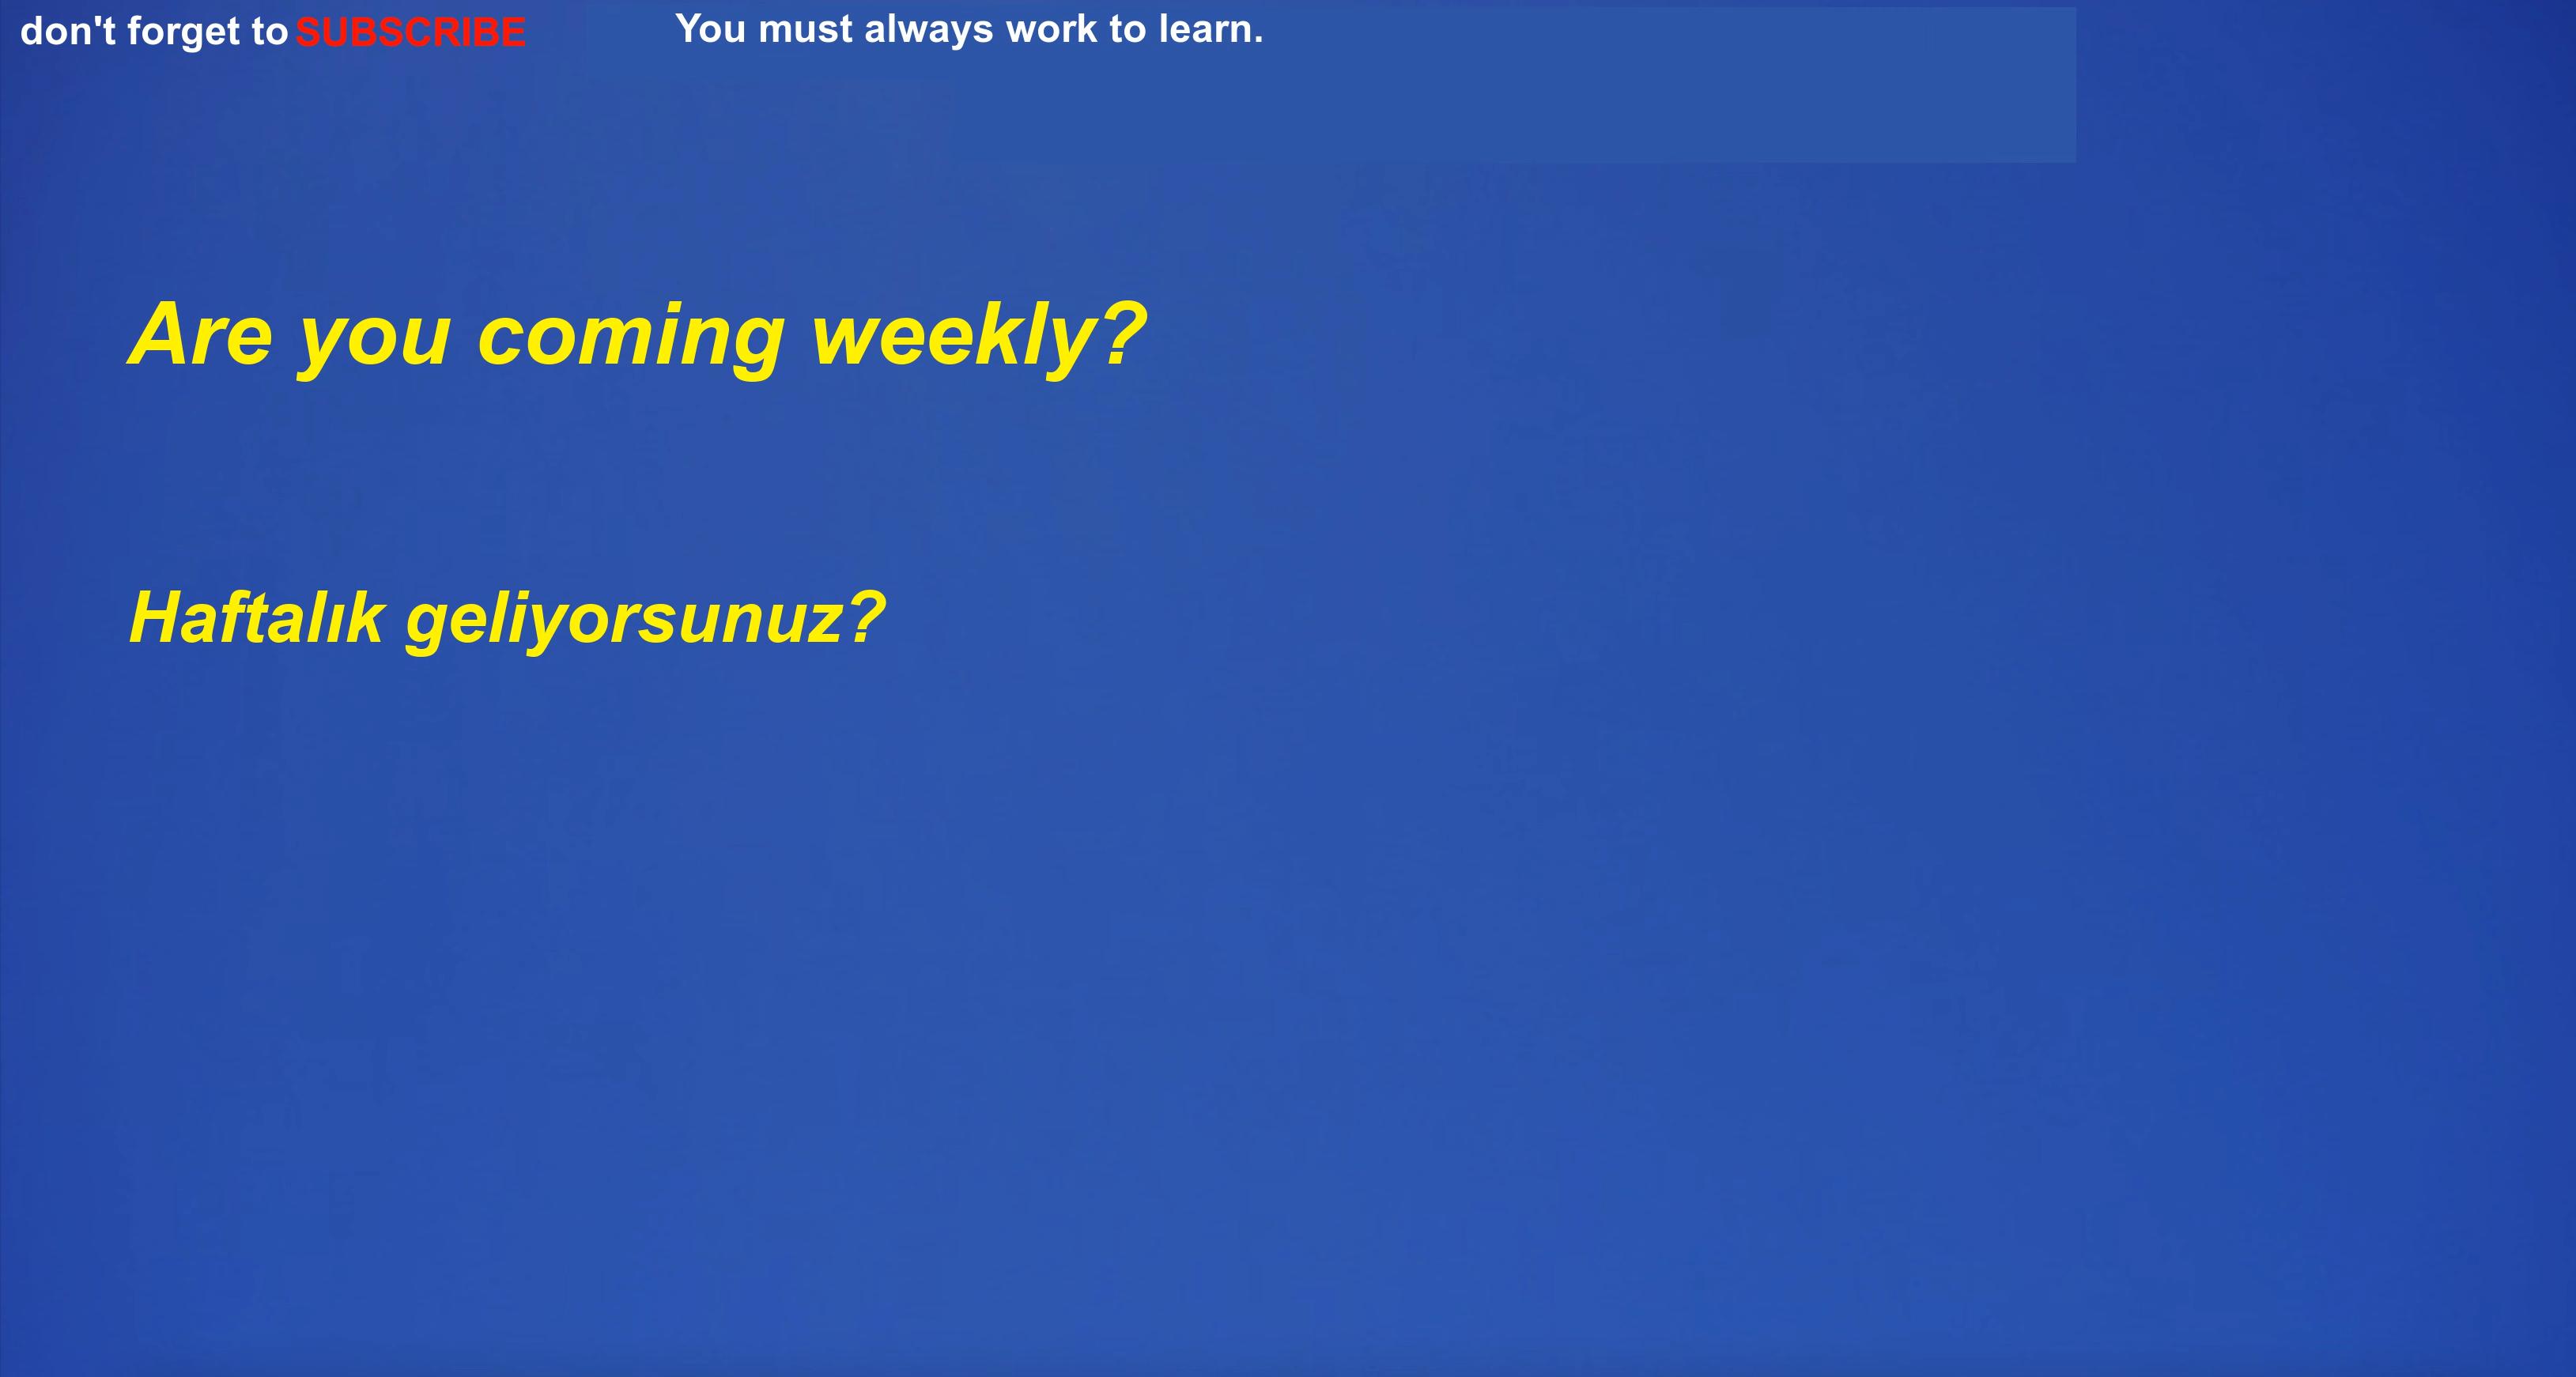 don't forget to SUBSCRIBE
You must always work to learn.
Are you coming weekly?
Haftalık geliyorsunuz?